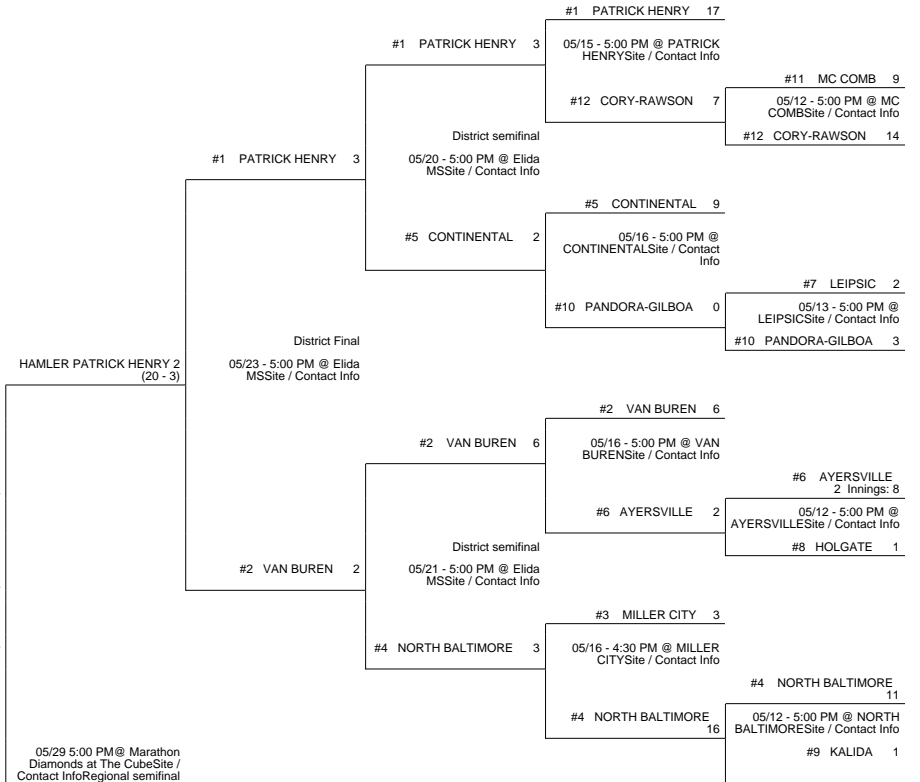 #1 PATRICK HENRY 17
05/15 - 5:00 PM @ PATRICK
HENRYSite / Contact Info
#1 PATRICK HENRY 3
#12 CORY-RAWSON 7
#11 MC COMB 9
05/12 - 5:00 PM @ MC
COMBSite / Contact Info
#12 CORY-RAWSON 14
District semifinal
05/20 - 5:00 PM @ Elida
MSSite / Contact Info
#1 PATRICK HENRY 3
#5 CONTINENTAL 9
05/16 - 5:00 PM @
CONTINENTALSite / Contact
Info
#5 CONTINENTAL 2
#10 PANDORA-GILBOA 0
#7 LEIPSIC 2
05/13 - 5:00 PM @
LEIPSICSite / Contact Info
#10 PANDORA-GILBOA 3
District Final
05/23 - 5:00 PM @ Elida
MSSite / Contact Info
HAMLER PATRICK HENRY 2
(20 - 3)
#2 VAN BUREN 6
05/16 - 5:00 PM @ VAN
BURENSite / Contact Info
#2 VAN BUREN 6
#6 AYERSVILLE 2
#6 AYERSVILLE
2 Innings: 8
05/12 - 5:00 PM @
AYERSVILLESite / Contact Info
#8 HOLGATE 1
District semifinal
05/21 - 5:00 PM @ Elida
MSSite / Contact Info
#2 VAN BUREN 2
#3 MILLER CITY 3
05/16 - 4:30 PM @ MILLER
CITYSite / Contact Info
#4 NORTH BALTIMORE 3
#4 NORTH BALTIMORE
16
#4 NORTH BALTIMORE
11
05/12 - 5:00 PM @ NORTH
BALTIMORESite / Contact Info
#9 KALIDA 1
05/29 5:00 PM@ Marathon
Diamonds at The CubeSite /
Contact InfoRegional semifinal